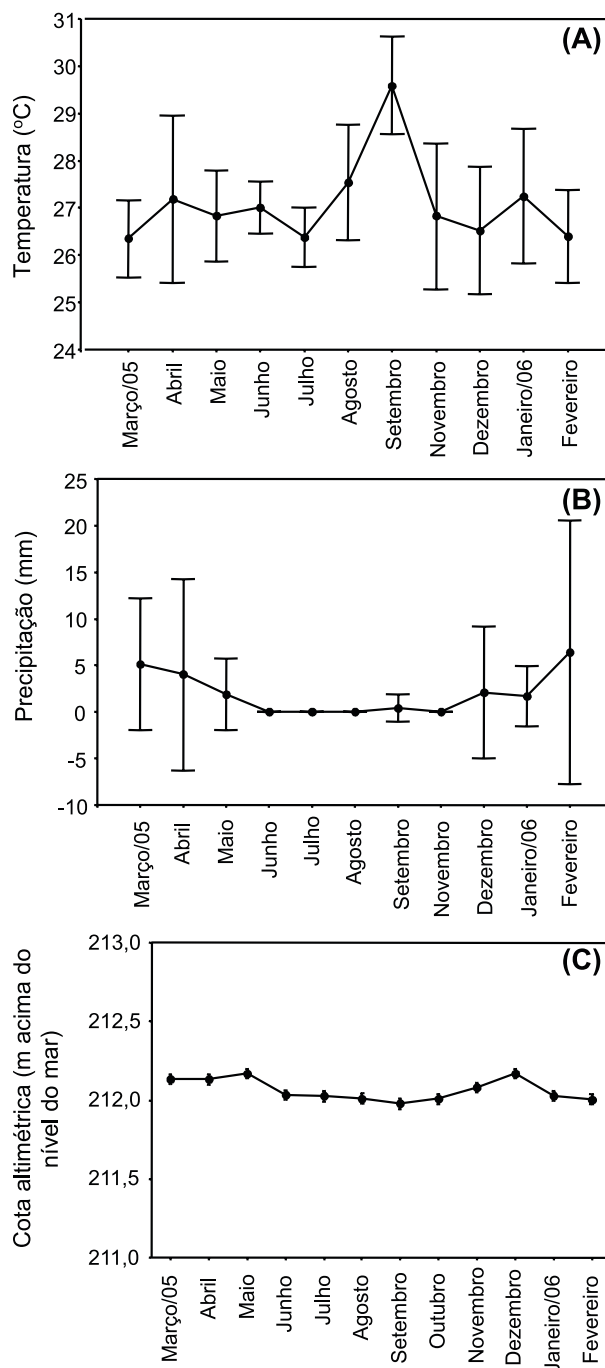 (A)
Temperatura (ºC)
31
30
29
28
27
26
25
24
Março/05
Abril
Maio
Junho
Julho
Agosto
Setembro
Novembro
Dezembro
Janeiro/06
Fevereiro
(B)
Precipitação (mm)
25
20
15
10
5
0
-5
-10
Março/05
Abril
Maio
Junho
Julho
Agosto
Setembro
Novembro
Dezembro
Janeiro/06
Fevereiro
(C)
Cota altimétrica (m acima do
nível do mar)
213,0
212,5
212,0
211,5
211,0
Março/05
Abril
Maio
Junho
Julho
Agosto
Setembro
Outubro
Novembro
Dezembro
Janeiro/06
Fevereiro